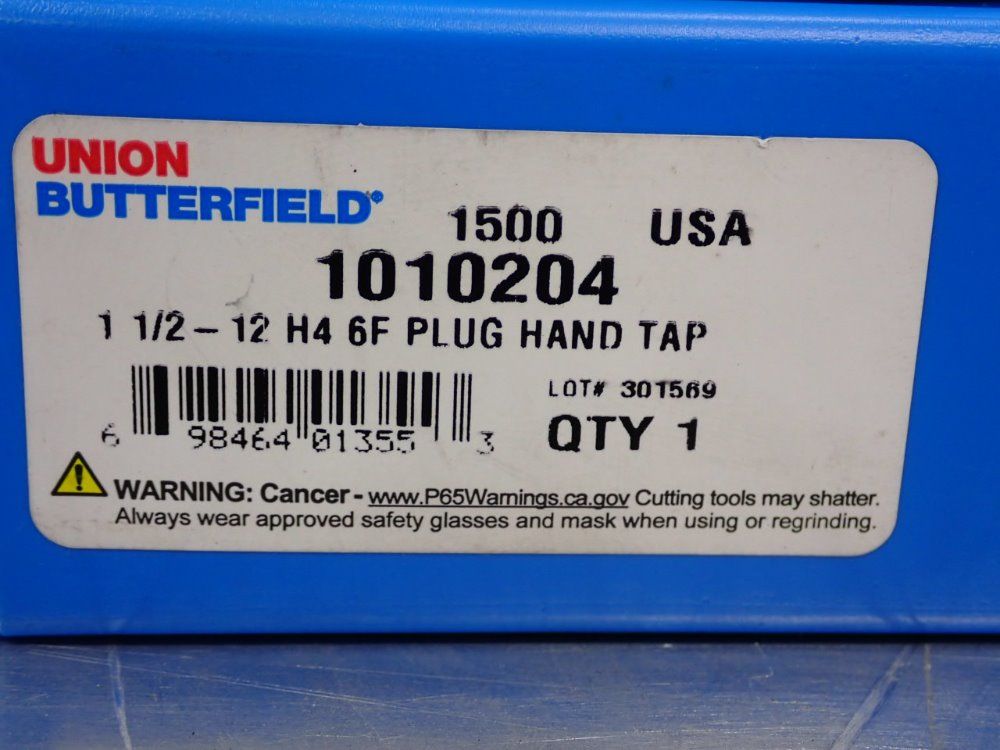 UNION
BUTTERFIELD®
1500 USA
1010204
1 1/2 - 12 H4 6F PLUG HAND TAP
LOT# 301569
6 98464 01355 3
QTY 1
WARNING: Cancer - www.P65Warnings.ca.gov Cutting tools may shatter.
Always wear approved safety glasses and mask when using or regrinding.